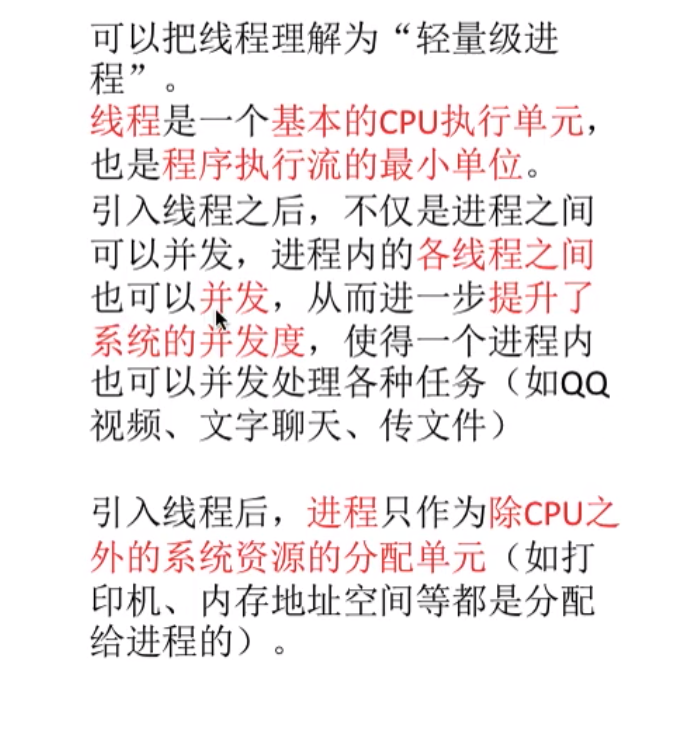 可以把线程理解为“轻量级进
程”。
线程是一个基本的CPU执行单元，
也是程序执行流的最小单位。
引入线程之后，不仅是进程之间
可以并发，进程内的各线程之间
也可以并发，从而进一步提升了
系统的并发度，使得一个进程内
也可以并发处理各种任务（如QQ
视频、文字聊天、传文件）
引入线程后，进程只作为除CPU之
外的系统资源的分配单元（如打
印机、内存地址空间等都是分配
给进程的）。